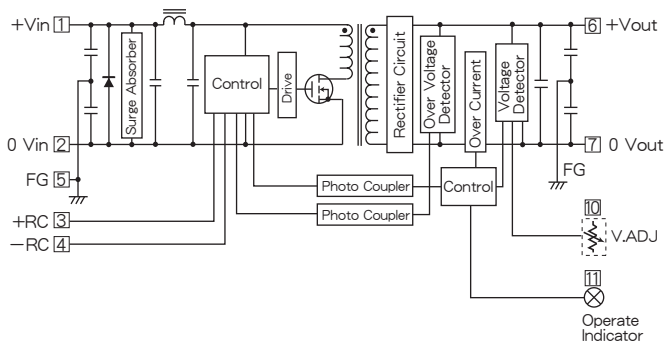 +Vin 1
0 Vin 2
FG 5
+RC 3
−RC 4
Surge Absorber
Control
Drive
Rectifier Circuit
Over Voltage
Detector
Over Current
Voltage
Detector
Photo Coupler
Photo Coupler
Control
6 +Vout
7 0 Vout
FG
10
V.ADJ
11
Operate
Indicator